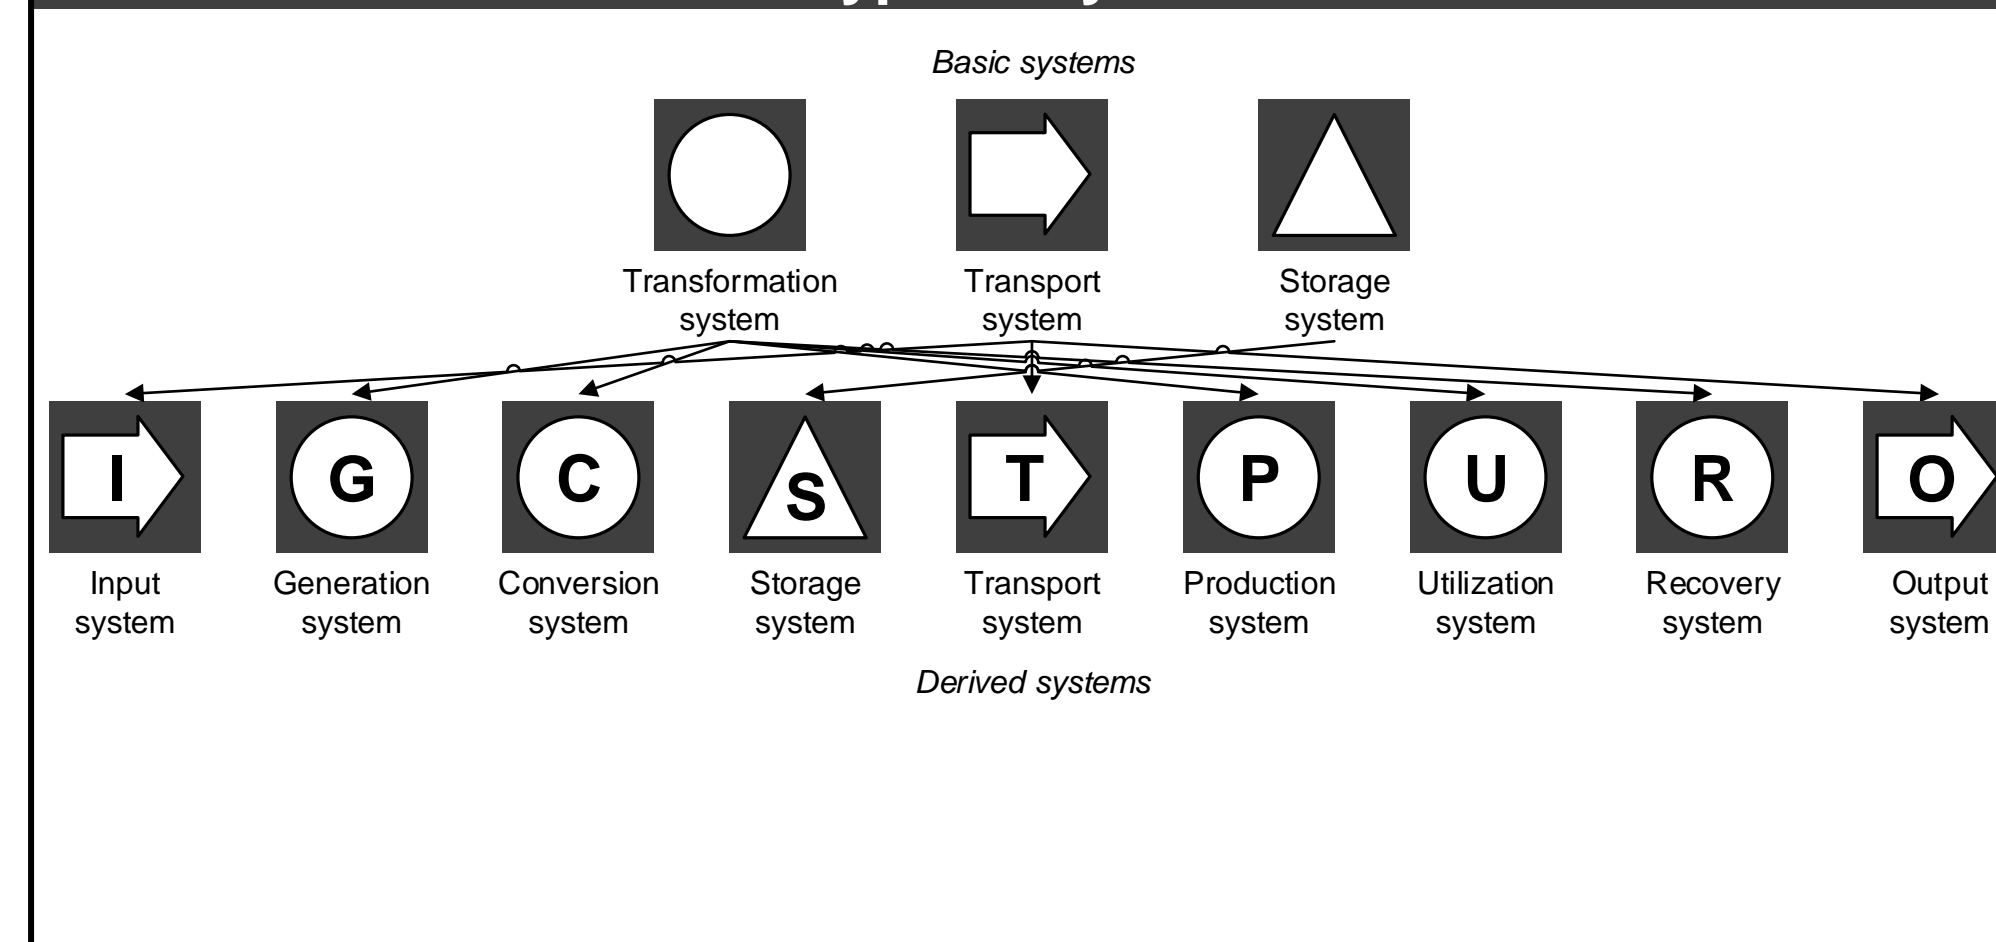 Basic systems
Transformation system
Transport system
Storage system
I
G
C
S
T
P
U
R
O
Input system
Generation system
Conversion system
Storage system
Transport system
Production system
Utilization system
Recovery system
Output system
Derived systems